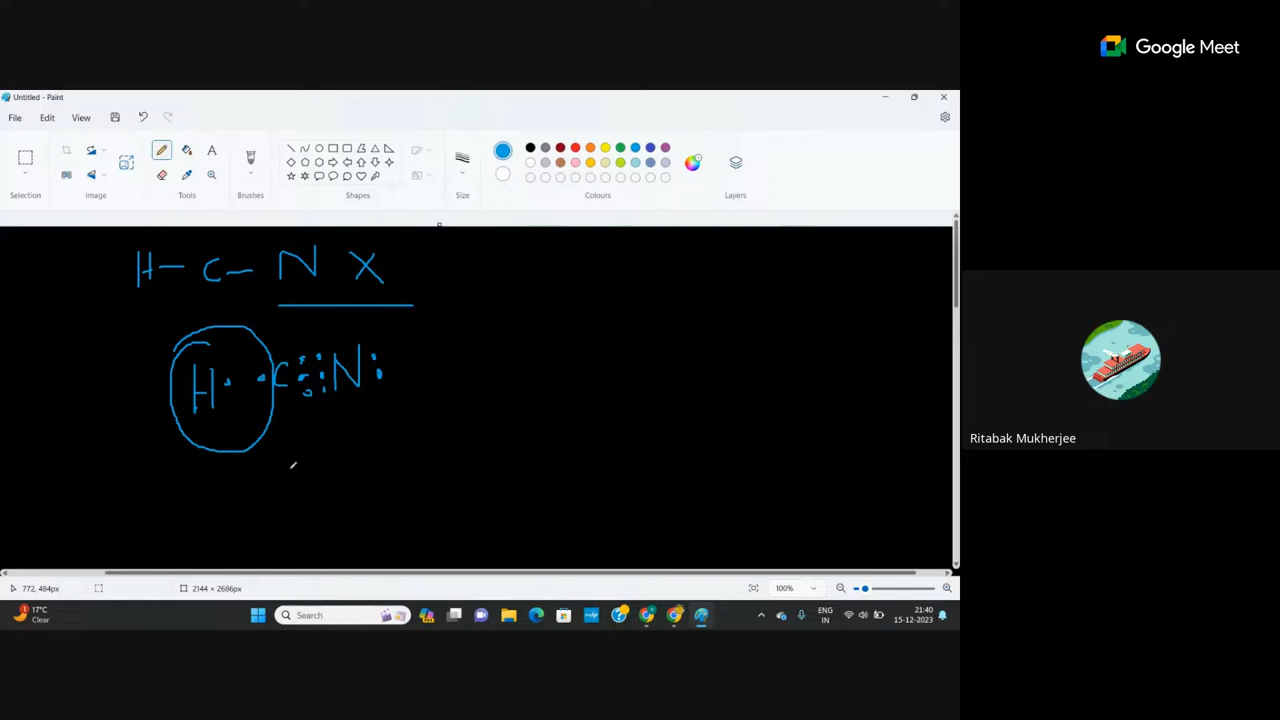 Google Meet
Untitled - Paint
File Edit View
Selection Image Tools Brushes Shapes Size Colours Layers
H – C – N X
H · · C ⋮ ⋮ N :
Ritabak Mukherjee
772, 484px 2144 × 2686px 100%
17°C
Clear
Search
ENG
IN
21:40
15-12-2023